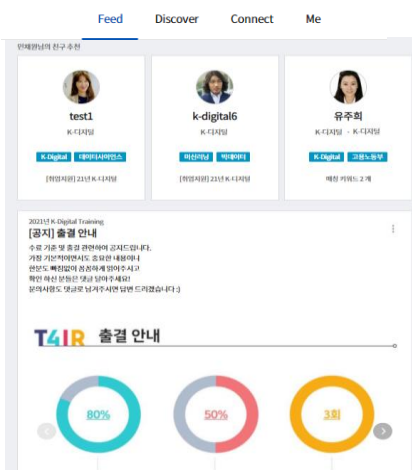 Feed Discover Connect Me
민제원님의 친구 추천
test1 k-digital6 유주희
K-디지털 K-디지털 K-디지털 - K-디지털
K-Digital 데이터사이언스 머신러닝 빅데이터 K-Digital 고용노동부
[취업지원] 21년 K-디지털 [취업지원] 21년 K-디지털 매칭 키워드 2 개
2021년 K-Digital Training
[공지] 출결 안내
수료 기준 및 출결 관련하여 공지드립니다.
가장 기본적이면서도 중요한 내용이니
한분도 빠짐없이 꼼꼼하게 읽어주시고
확인 하신 분들은 댓글 달아주세요!
문의사항도 댓글로 남겨주시면 답변 드리겠습니다 :)
T4IR 출결 안내
80% 50% 3회